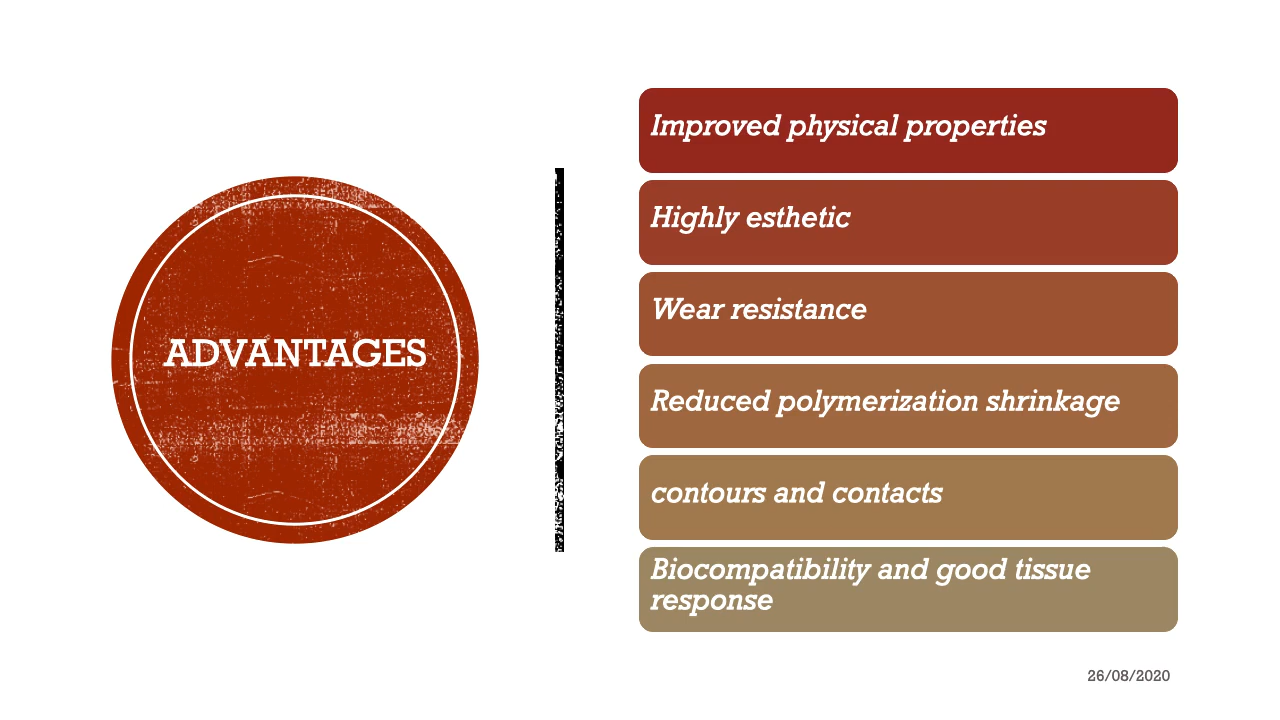 ADVANTAGES
Improved physical properties
Highly esthetic
Wear resistance
Reduced polymerization shrinkage
contours and contacts
Biocompatibility and good tissue
response
26/08/2020